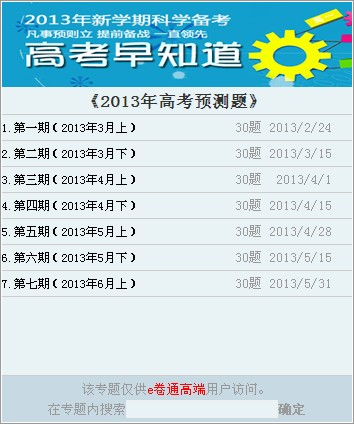 2013年新学期科学备考
凡事预则立 提前备战 一直领先
高考早知道
《2013年高考预测题》
1.第一期(2013年3月上) 30题 2013/2/24
2.第二期(2013年3月下) 30题 2013/3/15
3.第三期(2013年4月上) 30题 2013/4/1
4.第四期(2013年4月下) 30题 2013/4/15
5.第五期(2013年5月上) 30题 2013/4/28
6.第六期(2013年5月下) 30题 2013/5/15
7.第七期(2013年6月上) 30题 2013/5/31
该专题仅供e卷通高端用户访问。
在专题内搜索 确定